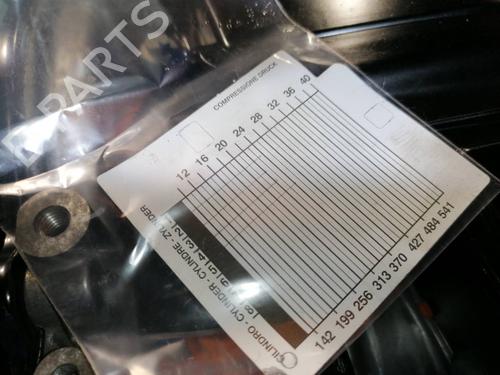 B-PARTS
COMPRESSIONE DRUCK
12 16 20 24 28 32 36 40
CILINDRO - CYLINDER - CYLINDRE - ZYLINDER
142 199 256 313 370 427 484 541